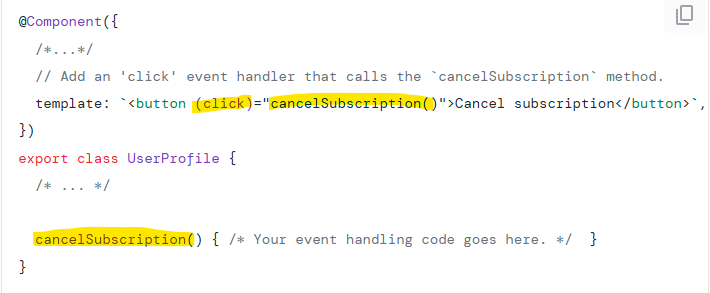 @Component({
/*...*/
// Add an 'click' event handler that calls the `cancelSubscription` method.
template: `<button (click)="cancelSubscription()">Cancel subscription</button>`,
})
export class UserProfile {
/* ... */
cancelSubscription() { /* Your event handling code goes here. */ }
}